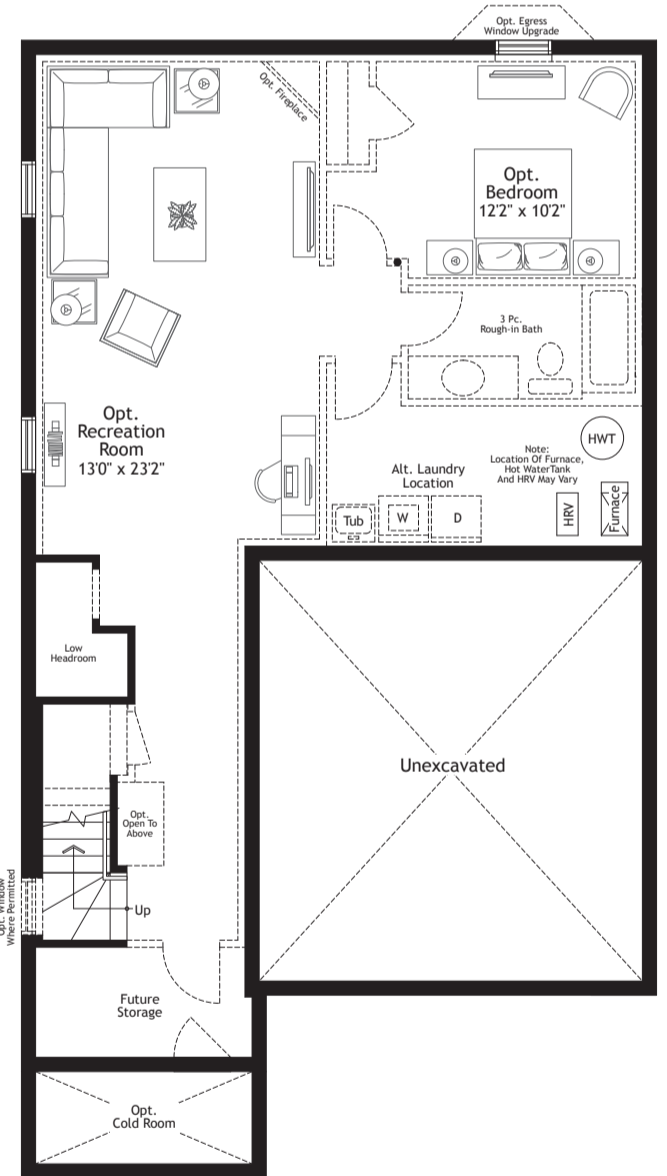 Opt. Egress
Window Upgrade
Opt. Fireplace
Opt.
Bedroom
12'2" x 10'2"
3 Pc.
Rough-in Bath
Opt.
Recreation
Room
13'0" x 23'2"
Note:
Location Of Furnace,
Hot WaterTank
And HRV May Vary
HWT
Alt. Laundry
Location
Tub
W
D
HRV
Furnace
Low
Headroom
Unexcavated
Opt.
Open To
Above
Opt. Window
Where Permitted
Up
Future
Storage
Opt.
Cold Room